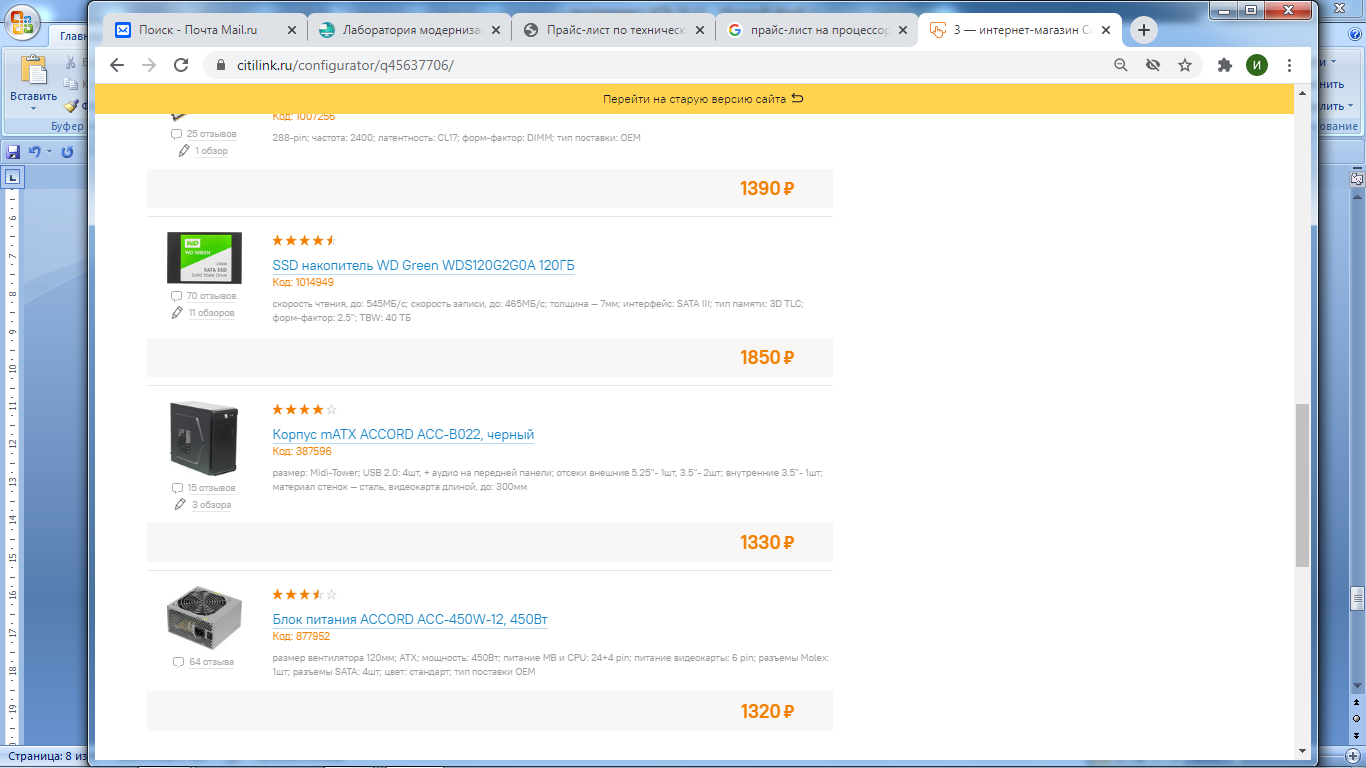 Поиск - Почта Mail.ru
Лаборатория модерниза
Прайс-лист по техническ
прайс-лист на процессор
3 — интернет-магазин С
citilink.ru/configurator/q45637706/
И
Главн
Вставить
Буфер
Перейти на старую версию сайта
Код: 1007256
25 отзывов
1 обзор
288-pin; частота: 2400; латентность: CL17; форм-фактор: DIMM; тип поставки: OEM
1390 ₽
WD
WD GREEN
SATA SSD
Solid State Drive
SSD накопитель WD Green WDS120G2G0A 120ГБ
Код: 1014949
70 отзывов
11 обзоров
скорость чтения, до: 545МБ/с; скорость записи, до: 465МБ/с; толщина — 7мм; интерфейс: SATA III; тип памяти: 3D TLC;
форм-фактор: 2.5"; TBW: 40 ТБ
1850 ₽
Корпус mATX ACCORD ACC-B022, черный
Код: 387596
15 отзывов
3 обзора
размер: Midi-Tower; USB 2.0: 4шт, + аудио на передней панели; отсеки внешние 5.25"- 1шт, 3.5"- 2шт; внутренние 3.5"- 1шт;
материал стенок — сталь, видеокарта длиной, до: 300мм
1330 ₽
Блок питания ACCORD ACC-450W-12, 450Вт
Код: 877952
64 отзыва
размер вентилятора 120мм; ATX; мощность: 450Вт; питание MB и CPU: 24+4 pin; питание видеокарты: 6 pin; разъемы Molex:
1шт; разъемы SATA: 4шт; цвет: стандарт; тип поставки OEM
1320 ₽
Страница: 8 из